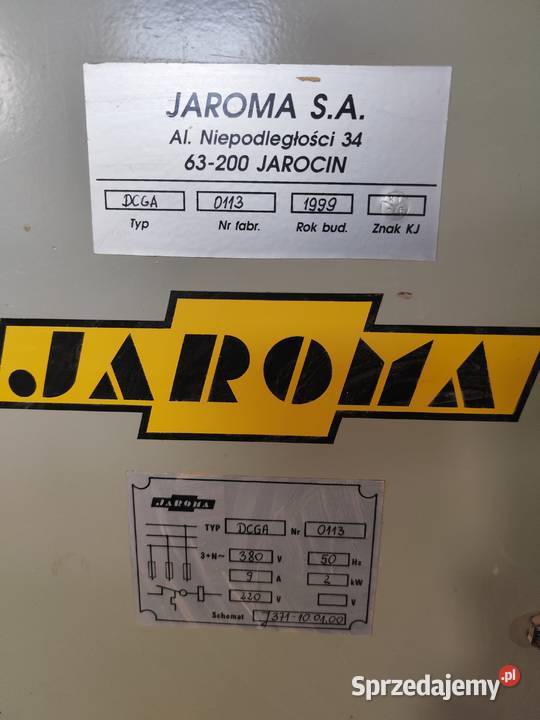 JAROMA S.A.
Al. Niepodległości 34
63-200 JAROCIN
DCGA 0113 1999
Typ Nr fabr. Rok bud. Znak KJ
JAROMA
JAROMA
TYP DCGA Nr 0113
3+N~ 380 V 50 Hz
9 A 2 kW
220 V V
Schemat J371-10.01.00
Sprzedajemy.pl